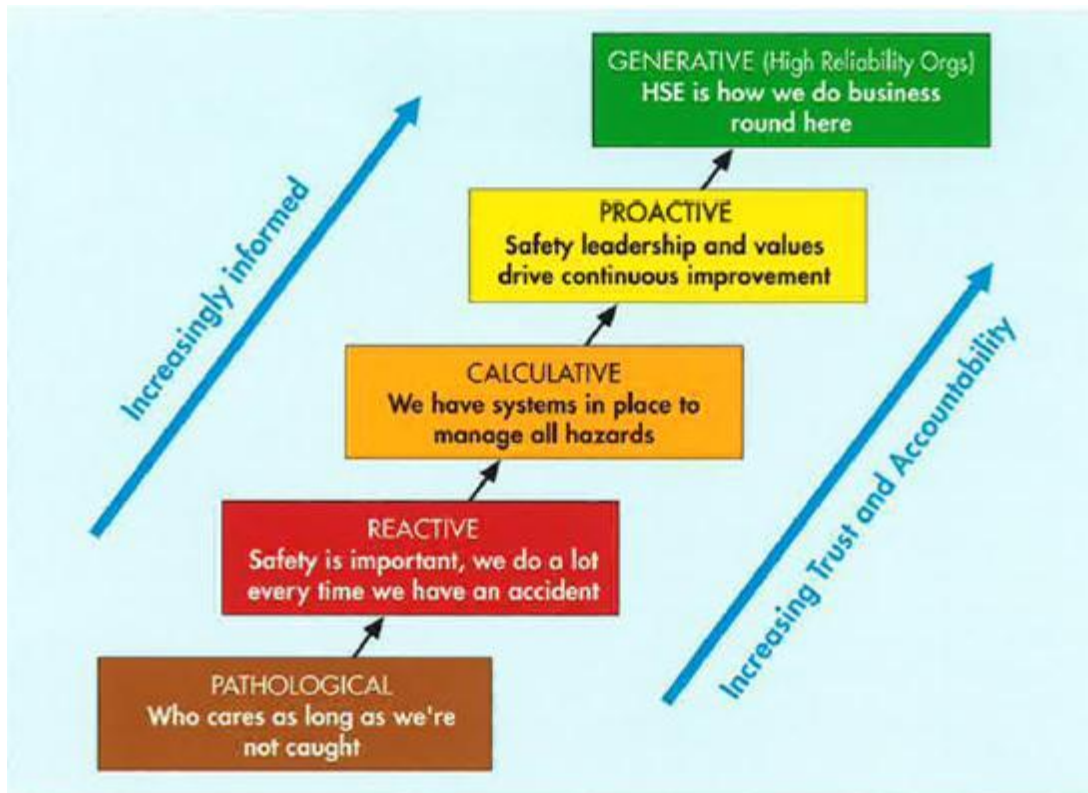 GENERATIVE (High Reliability Orgs)
HSE is how we do business
round here
PROACTIVE
Safety leadership and values
drive continuous improvement
CALCULATIVE
We have systems in place to
manage all hazards
REACTIVE
Safety is important, we do a lot
every time we have an accident
PATHOLOGICAL
Who cares as long as we're
not caught
Increasingly informed
Increasing Trust and Accountability